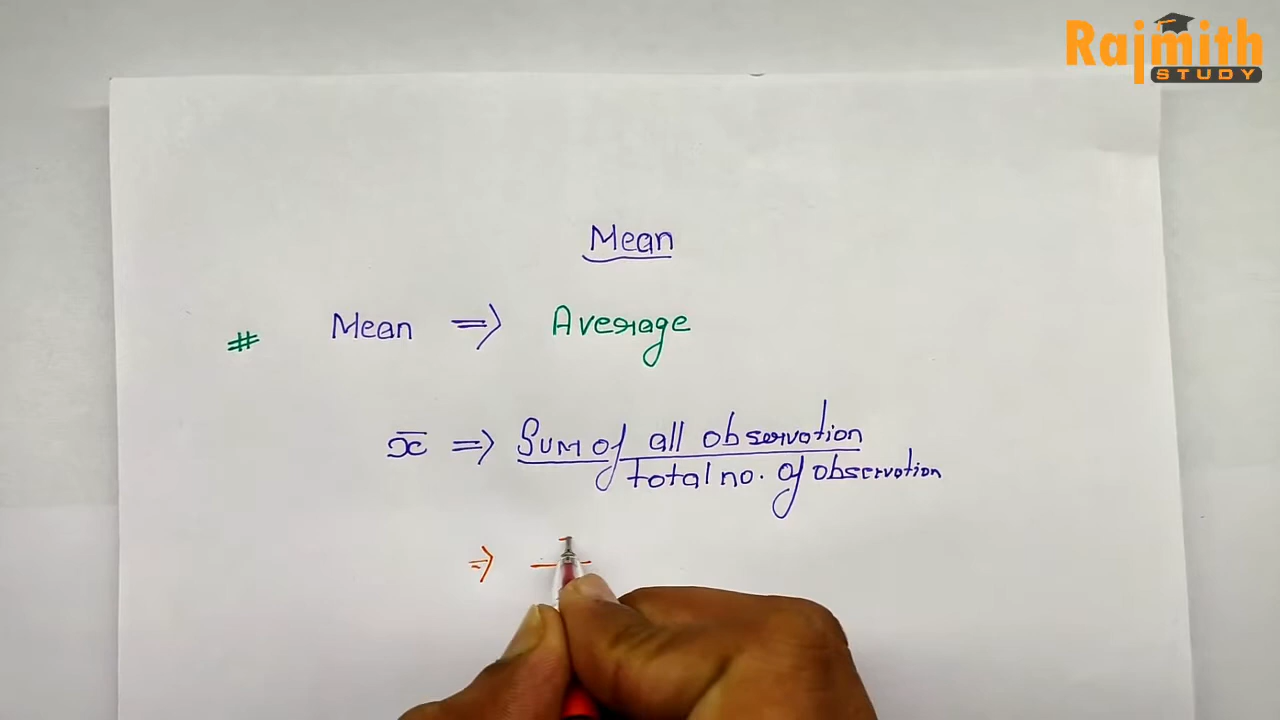 Rajmith
STUDY
Mean
# Mean ⇒ Average
x̄ ⇒ Sum of all observation
total no. of observation
⇒